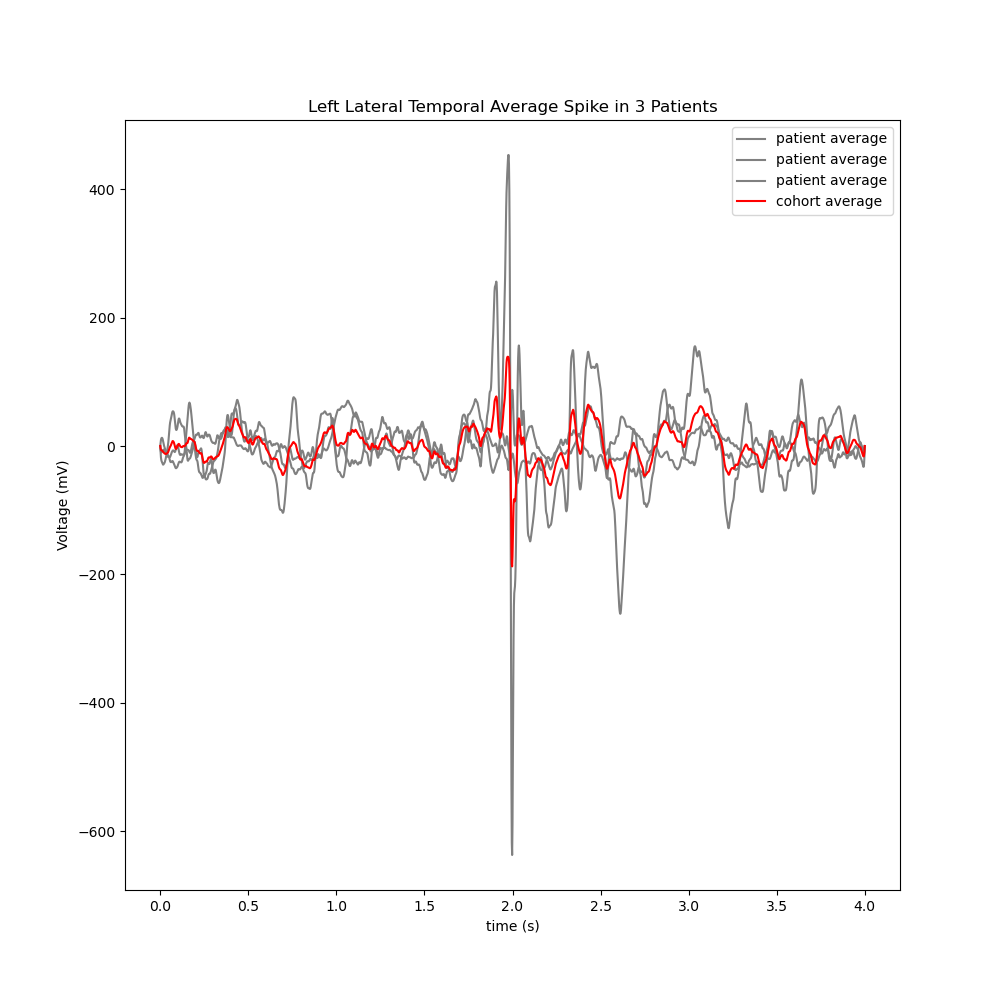 Left Lateral Temporal Average Spike in 3 Patients
patient average
patient average
patient average
cohort average
400
200
0
−200
−400
−600
Voltage (mV)
0.0 0.5 1.0 1.5 2.0 2.5 3.0 3.5 4.0
time (s)